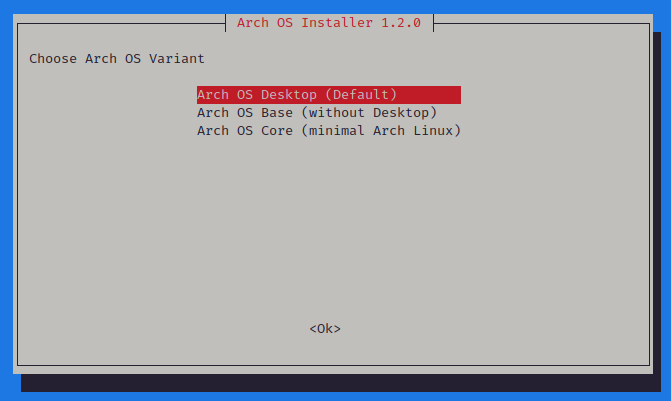 Arch OS Installer 1.2.0
Choose Arch OS Variant
Arch OS Desktop (Default)
Arch OS Base (without Desktop)
Arch OS Core (minimal Arch Linux)
<Ok>